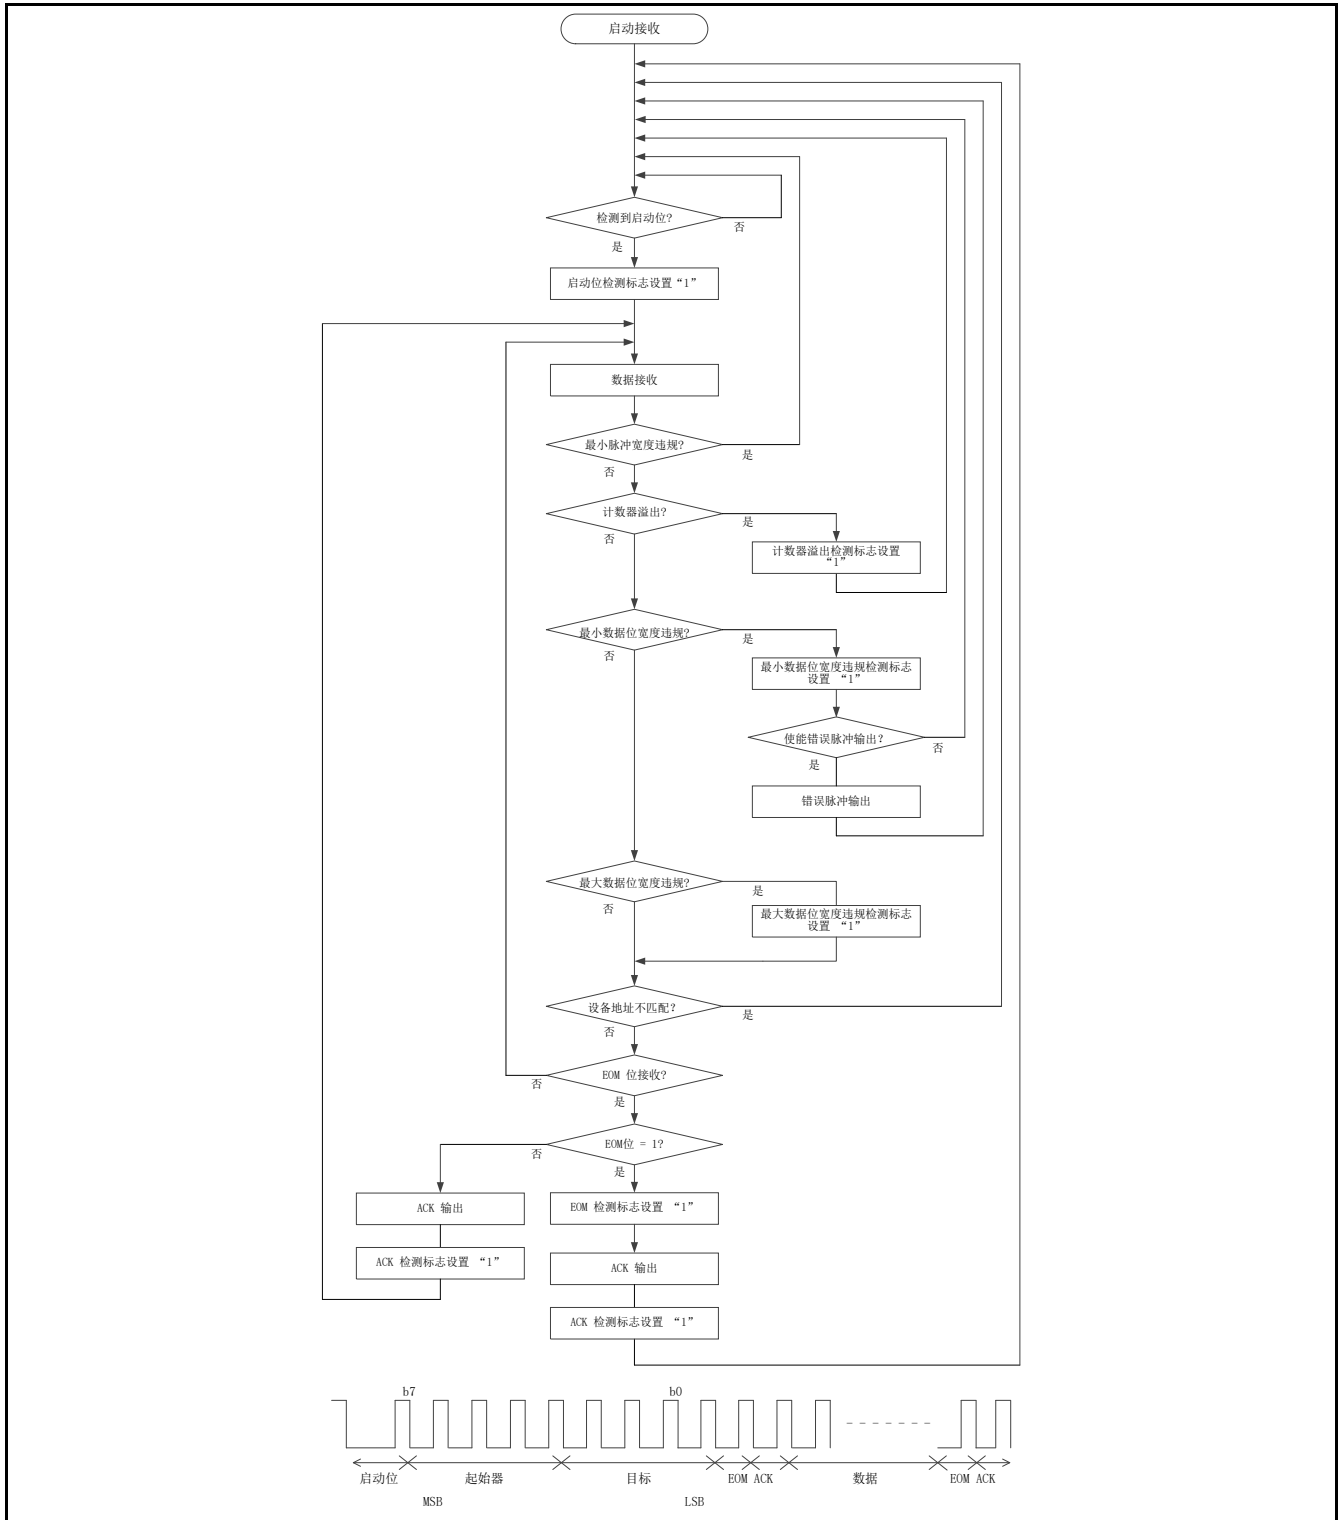 启动接收
检测到启动位?
否
是
启动位检测标志设置“1”
数据接收
最小脉冲宽度违规?
是
否
计数器溢出?
是
否
计数器溢出检测标志设置
“1”
最小数据位宽度违规?
是
否
最小数据位宽度违规检测标志
设置 “1”
使能错误脉冲输出?
否
是
错误脉冲输出
最大数据位宽度违规?
是
否
最大数据位宽度违规检测标志
设置 “1”
设备地址不匹配?
是
否
EOM 位接收?
否
是
EOM位 = 1?
否
是
ACK 输出
EOM 检测标志设置 “1”
ACK 检测标志设置 “1”
ACK 输出
ACK 检测标志设置 “1”
b7
b0
启动位
起始器
目标
EOM ACK
数据
EOM ACK
MSB
LSB